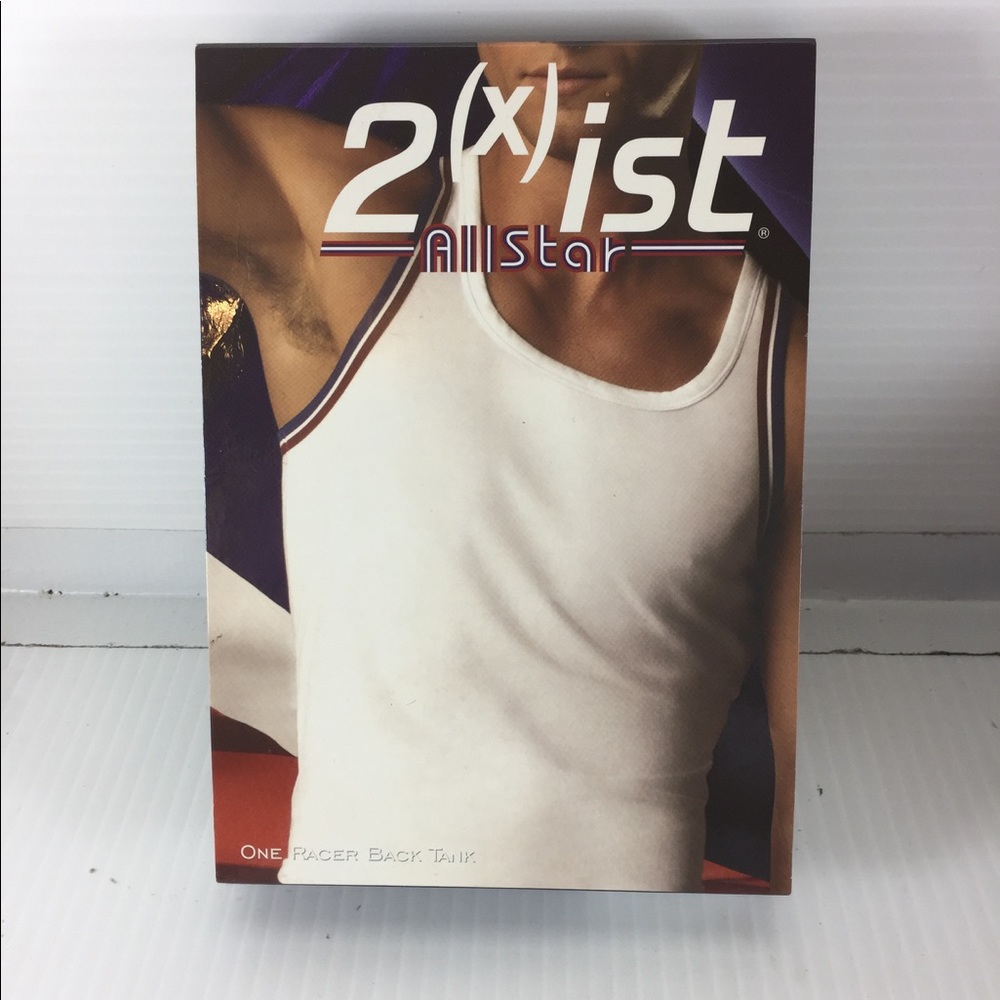 2(x)ist®
AllStar
One Racer Back Tank